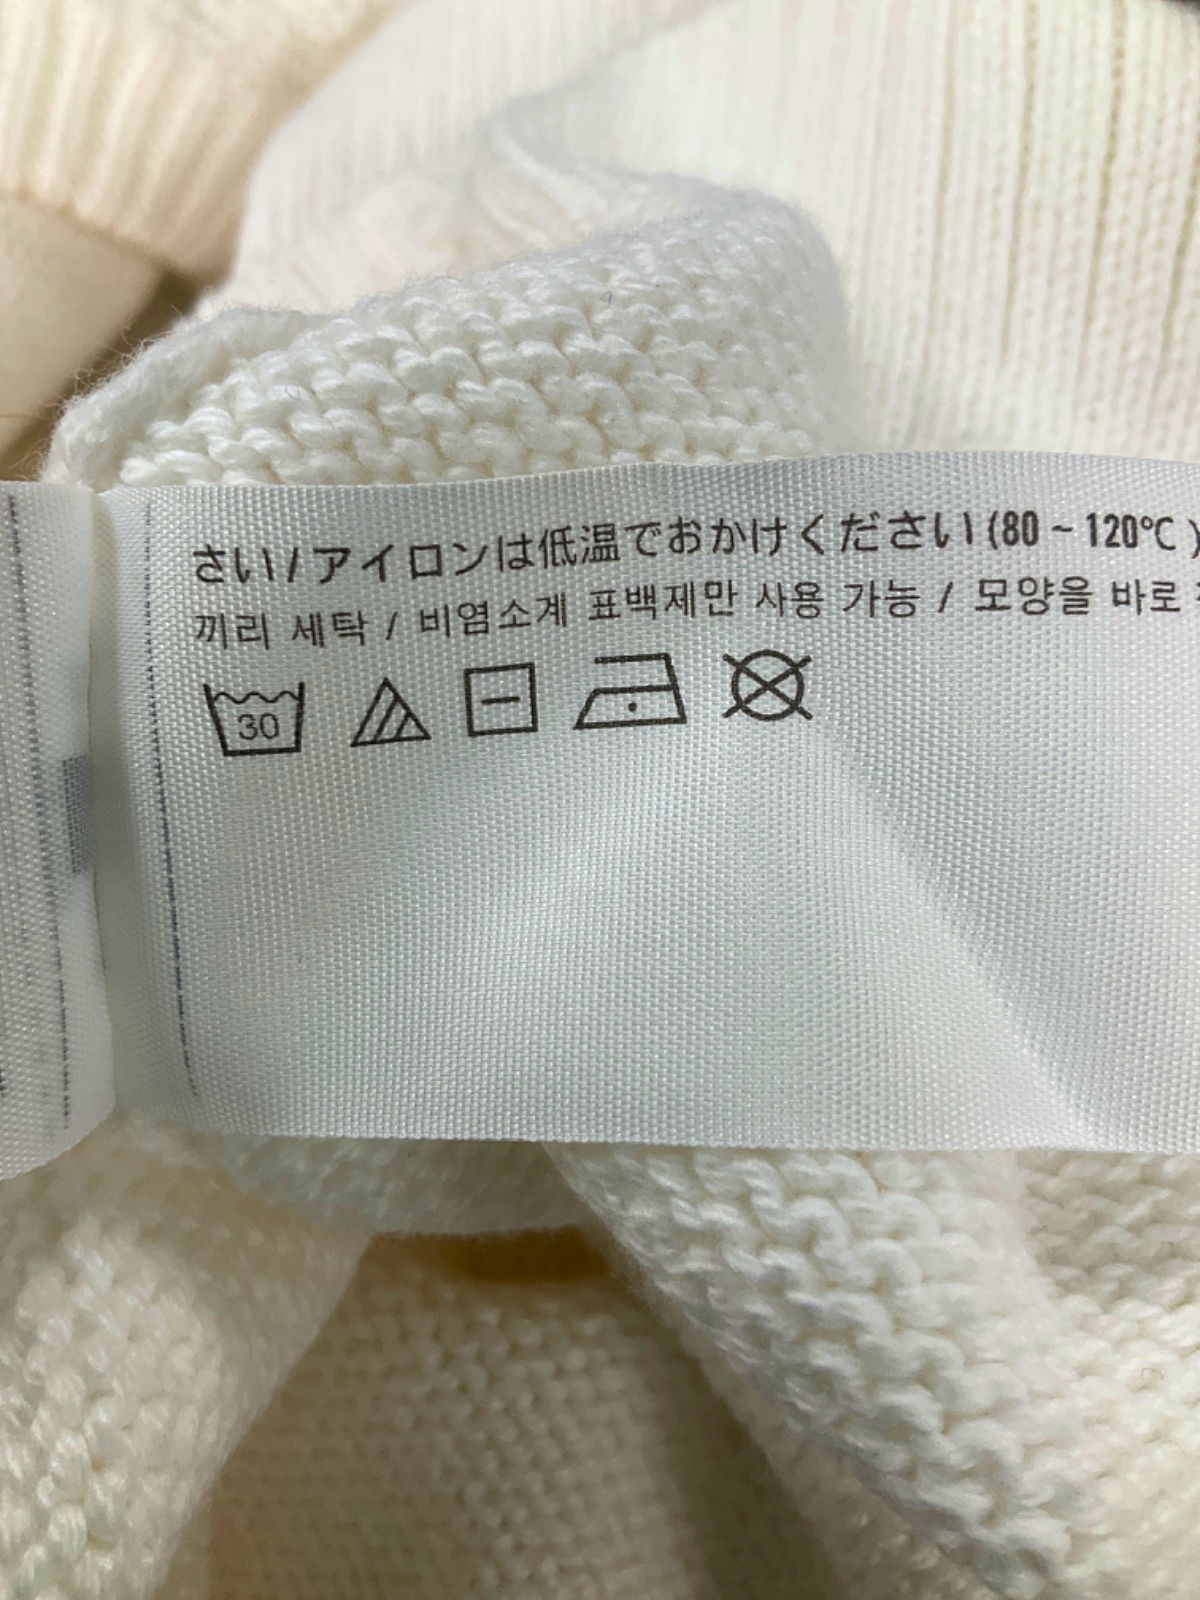 さい/アイロンは低温でおかけください(80 ~ 120℃)
끼리 세탁 / 비염소계 표백제만 사용 가능 / 모양을 바로
30